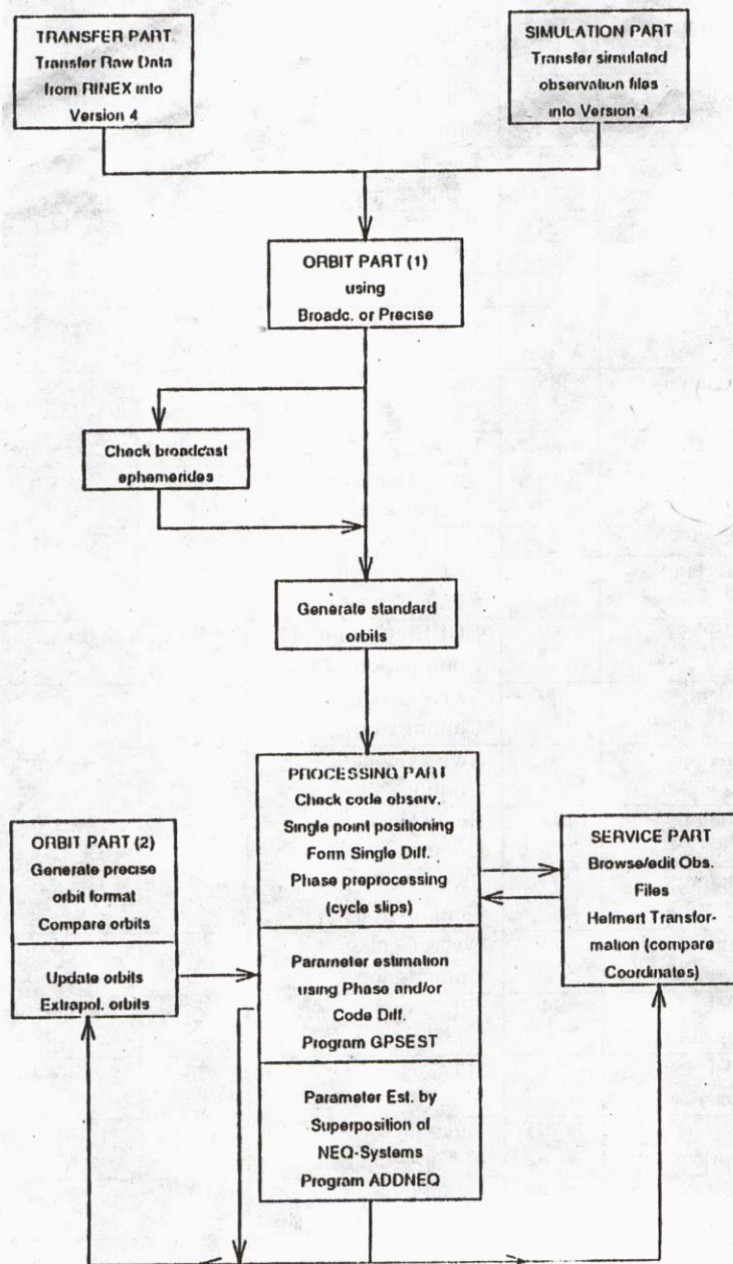 TRANSFER PART.
Transfer Raw Data
from RINEX into
Version 4
SIMULATION PART
Transfer simulated
observation files
into Version 4
ORBIT PART (1)
using
Broadc. or Precise
Check broadcast
ephemerides
Generate standard
orbits
PROCESSING PART
Check code observ.
Single point positioning
Form Single Diff.
Phase preprocessing
(cycle slips)
Parameter estimation
using Phase and/or
Code Diff.
Program GPSEST
Parameter Est. by
Superposition of
NEQ-Systems
Program ADDNEQ
ORBIT PART (2)
Generate precise
orbit format
Compare orbits
Update orbits
Extrapol. orbits
SERVICE PART
Browse/edit Obs.
Files
Helmert Transfor-
mation (compare
Coordinates)